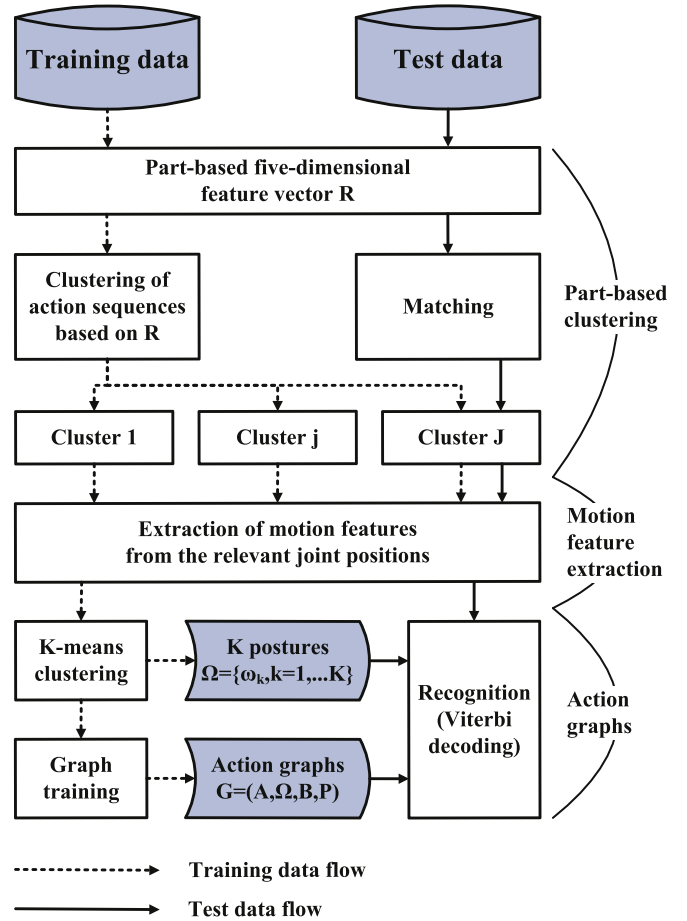 Training data
Test data
Part-based five-dimensional
feature vector R
Clustering of
action sequences
based on R
Matching
Part-based
clustering
Cluster 1
Cluster j
Cluster J
Extraction of motion features
from the relevant joint positions
Motion
feature
extraction
K-means
clustering
K postures
Ω={ωₖ,k=1,...K}
Recognition
(Viterbi
decoding)
Action
graphs
Graph
training
Action graphs
G=(A,Ω,B,P)
Training data flow
Test data flow